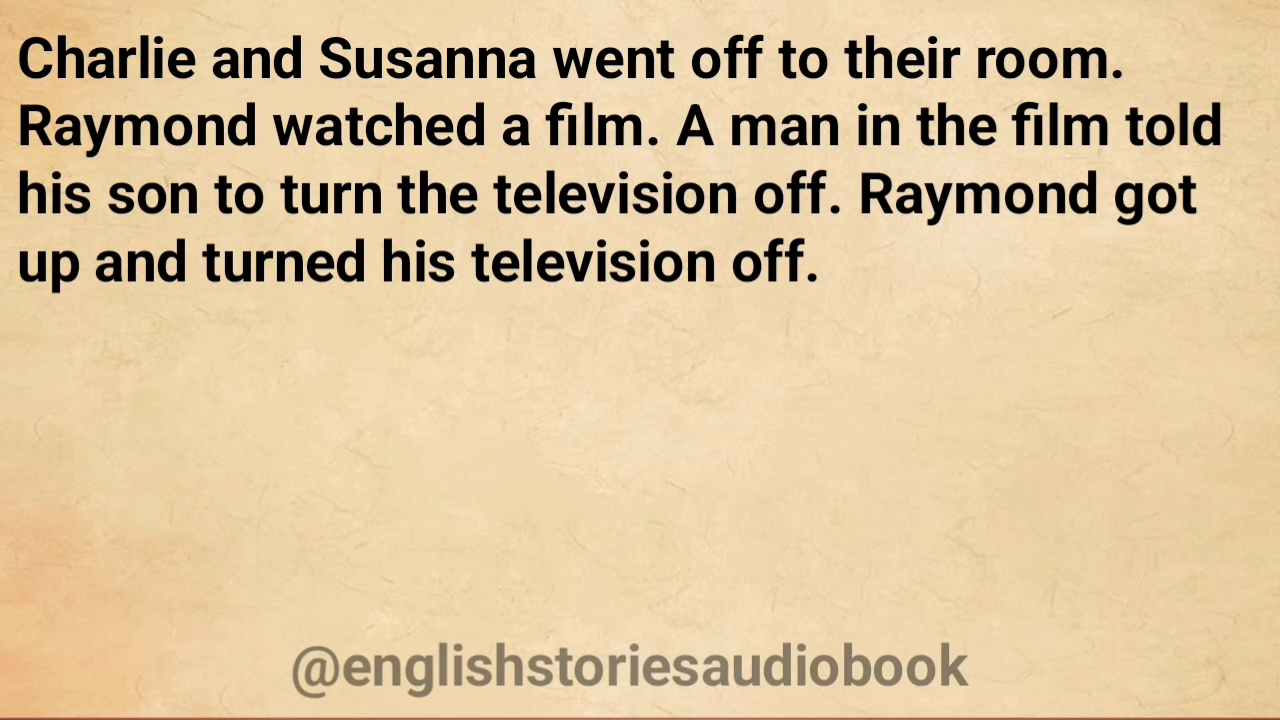 Charlie and Susanna went off to their room.
Raymond watched a film. A man in the film told
his son to turn the television off. Raymond got
up and turned his television off.
@englishstoriesaudiobook